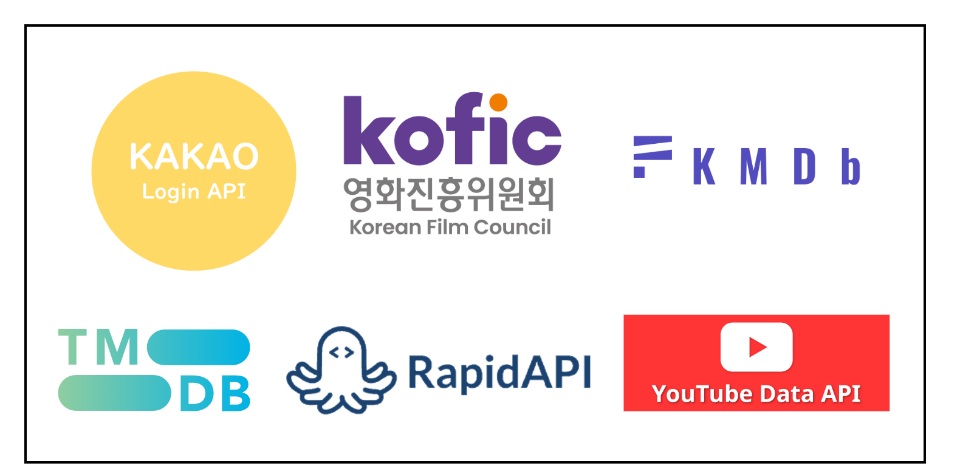 KAKAO
Login API
kofic
영화진흥위원회
Korean Film Council
KMDb
TM
DB
<> RapidAPI
YouTube Data API